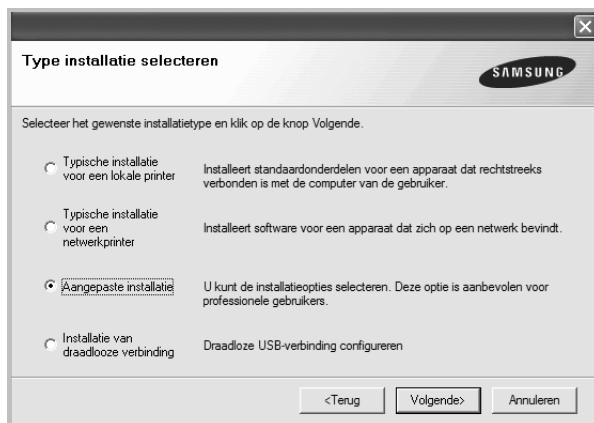 Type installatie selecteren
SAMSUNG
Selecteer het gewenste installatietype en klik op de knop Volgende.
Typische installatie
voor een lokale printer
Installeert standaardonderdelen voor een apparaat dat rechtstreeks
verbonden is met de computer van de gebruiker.
Typische installatie
voor een
netwerkprinter
Installeert software voor een apparaat dat zich op een netwerk bevindt.
Aangepaste installatie
U kunt de installatieopties selecteren. Deze optie is aanbevolen voor
professionele gebruikers.
Installatie van
draadlooze verbinding
Draadloze USB-verbinding configureren
<Terug
Volgende>
Annuleren